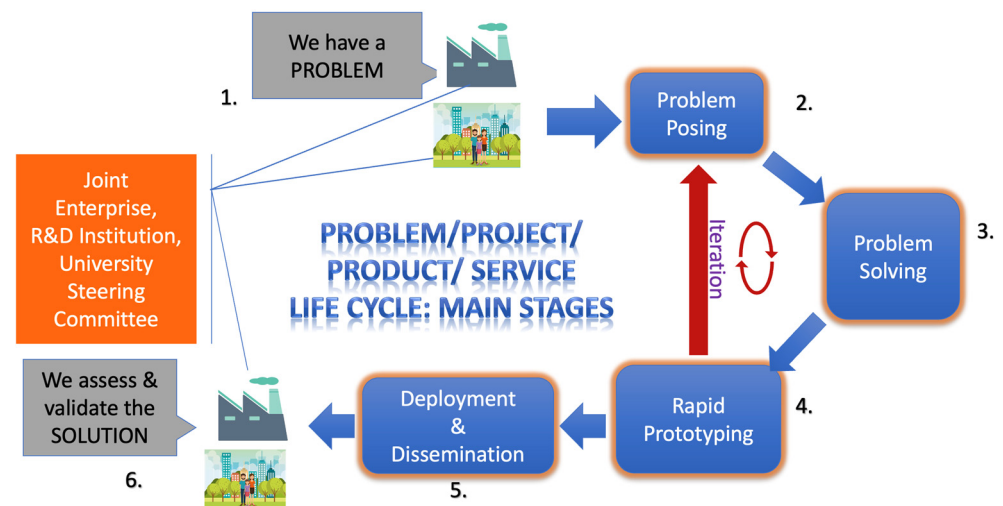 We have a
PROBLEM
1.
Problem
Posing
2.
Joint
Enterprise,
R&D Institution,
University
Steering
Committee
PROBLEM/PROJECT/
PRODUCT/ SERVICE
LIFE CYCLE: MAIN STAGES
Iteration
Problem
Solving
3.
Rapid
Prototyping
4.
Deployment
&
Dissemination
5.
We assess &
validate the
SOLUTION
6.